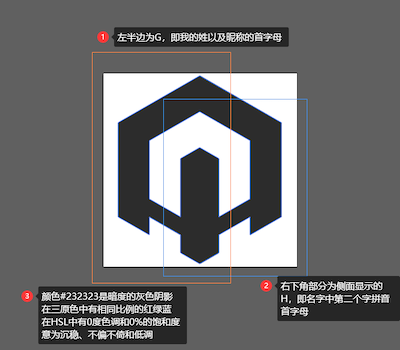 1 左半边为G，即我的姓以及昵称的首字母
2 右下角部分为侧面显示的
H，即名字中第二个字拼音
首字母
3 颜色#232323是暗度的灰色阴影
在三原色中有相同比例的红绿蓝
在HSL中有0度色调和0%的饱和度
意为沉稳、不偏不倚和低调